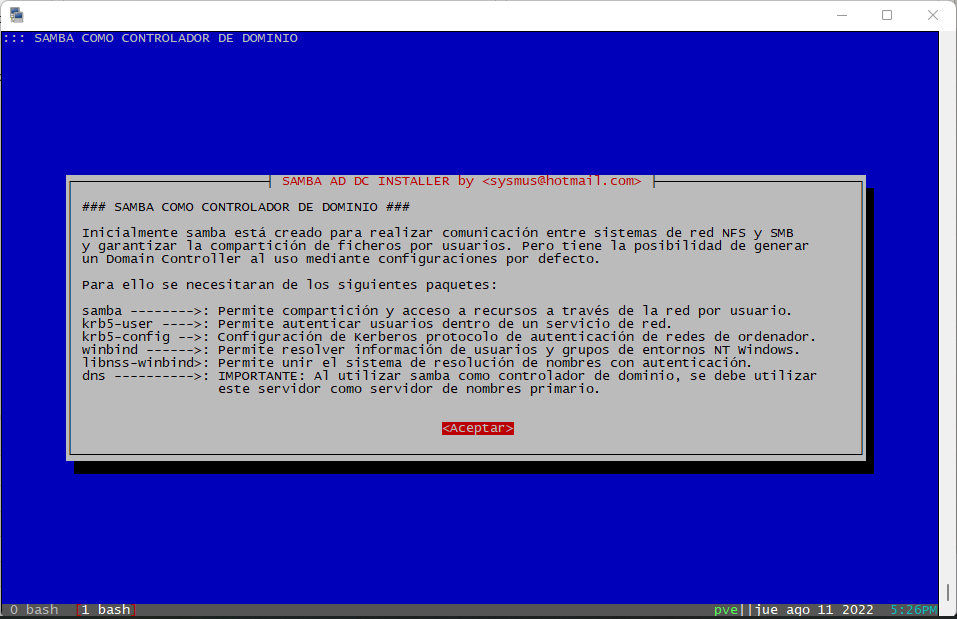 ::: SAMBA COMO CONTROLADOR DE DOMINIO
SAMBA AD DC INSTALLER by <sysmus@hotmail.com>
### SAMBA COMO CONTROLADOR DE DOMINIO ###
Inicialmente samba está creado para realizar comunicación entre sistemas de red NFS y SMB
y garantizar la compartición de ficheros por usuarios. Pero tiene la posibilidad de generar
un Domain Controller al uso mediante configuraciones por defecto.
Para ello se necesitaran de los siguientes paquetes:
samba -------->: Permite compartición y acceso a recursos a través de la red por usuario.
krb5-user ---->: Permite autenticar usuarios dentro de un servicio de red.
krb5-config -->: Configuración de Kerberos protocolo de autenticación de redes de ordenador.
winbind ------>: Permite resolver información de usuarios y grupos de entornos NT Windows.
libnss-winbind>: Permite unir el sistema de resolución de nombres con autenticación.
dns ---------->: IMPORTANTE: Al utilizar samba como controlador de dominio, se debe utilizar
este servidor como servidor de nombres primario.
<Aceptar>
0 bash [1 bash] pve||jue ago 11 2022 5:26PM